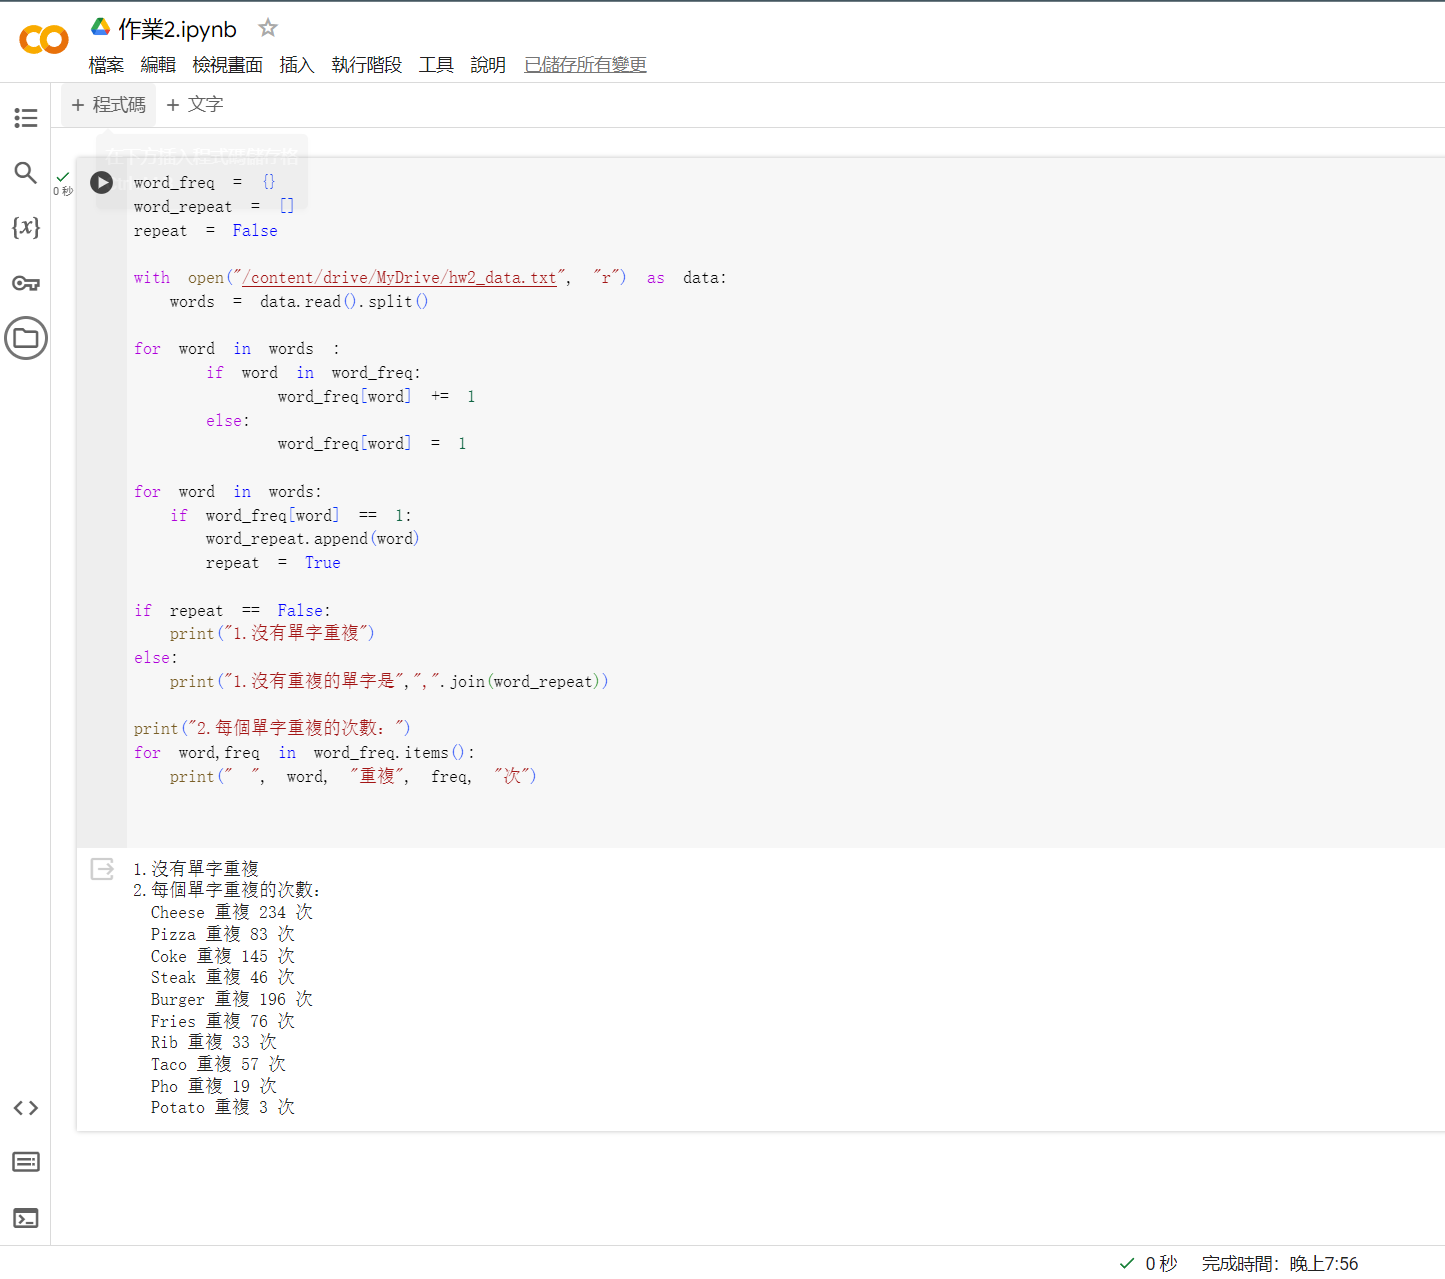 作業2.ipynb
檔案 編輯 檢視畫面 插入 執行階段 工具 說明 已儲存所有變更
+ 程式碼 + 文字
在下方插入程式碼儲存格
0 秒
word_freq = {}
word_repeat = []
repeat = False
with open("/content/drive/MyDrive/hw2_data.txt", "r") as data:
    words = data.read().split()
for word in words :
        if word in word_freq:
                word_freq[word] += 1
        else:
                word_freq[word] = 1
for word in words:
    if word_freq[word] == 1:
        word_repeat.append(word)
        repeat = True
if repeat == False:
    print("1.沒有單字重複")
else:
    print("1.沒有重複的單字是",",".join(word_repeat))
print("2.每個單字重複的次數：")
for word,freq in word_freq.items():
    print("  ", word, "重複", freq, "次")
1.沒有單字重複
2.每個單字重複的次數：
Cheese 重複 234 次
Pizza 重複 83 次
Coke 重複 145 次
Steak 重複 46 次
Burger 重複 196 次
Fries 重複 76 次
Rib 重複 33 次
Taco 重複 57 次
Pho 重複 19 次
Potato 重複 3 次
0 秒 完成時間：晚上7:56